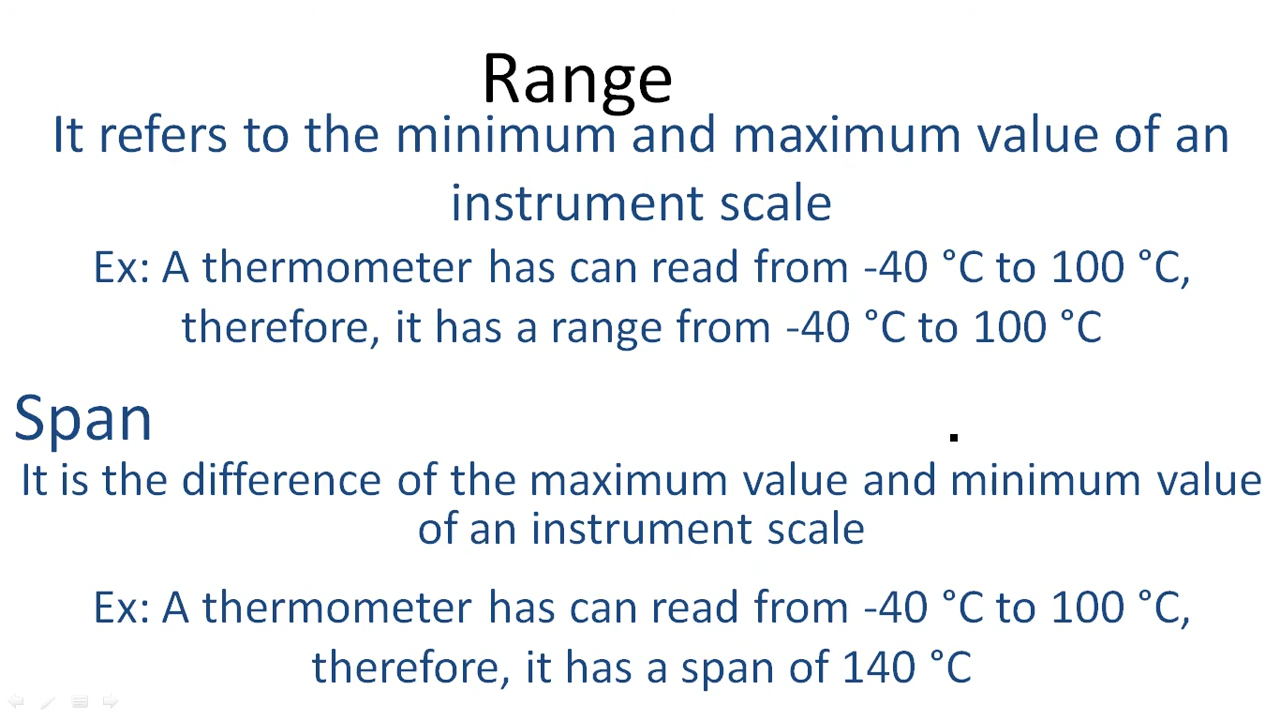 Range
It refers to the minimum and maximum value of an
instrument scale
Ex: A thermometer has can read from -40 °C to 100 °C,
therefore, it has a range from -40 °C to 100 °C
Span
.
It is the difference of the maximum value and minimum value
of an instrument scale
Ex: A thermometer has can read from -40 °C to 100 °C,
therefore, it has a span of 140 °C